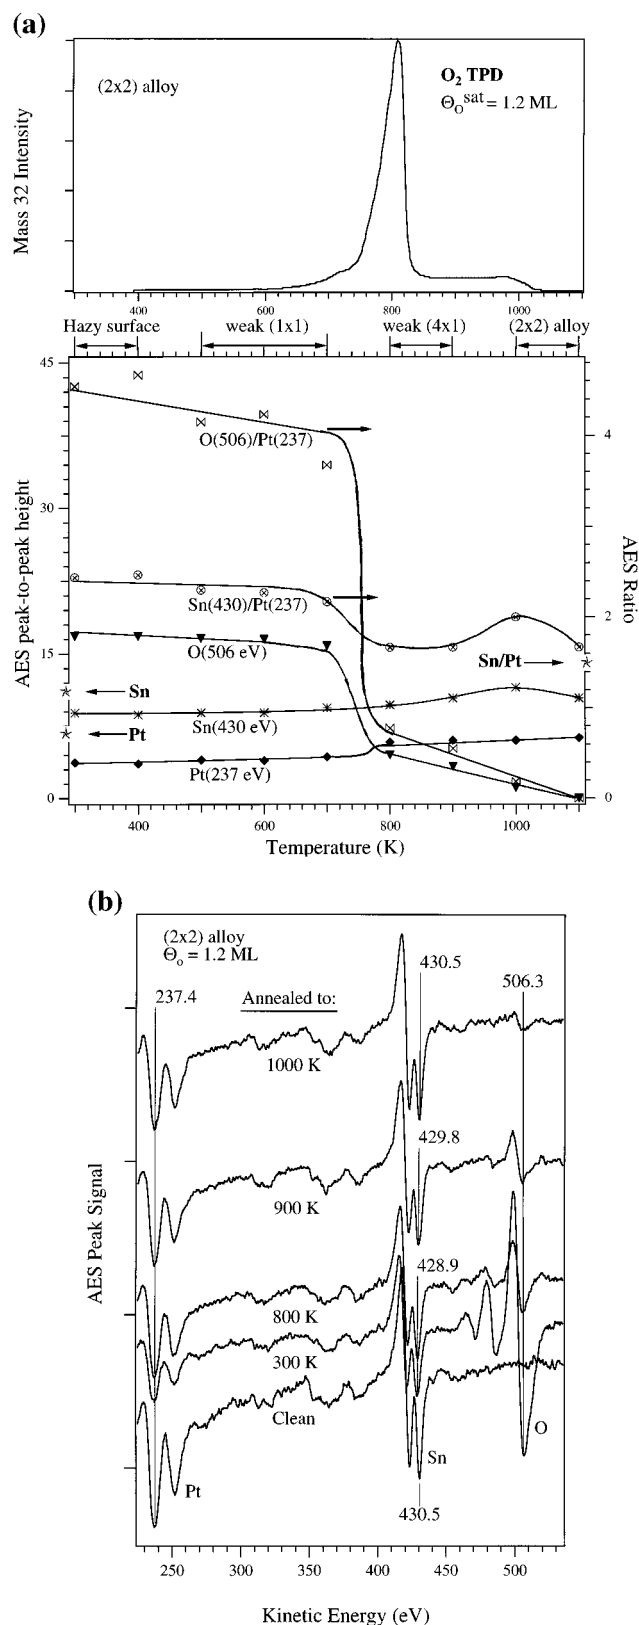 (a)
(2x2) alloy
O2 TPD
ΘO sat = 1.2 ML
Mass 32 Intensity
400 600 800 1000
Hazy surface weak (1x1) weak (4x1) (2x2) alloy
45
30
15
0
4
2
0
O(506)/Pt(237)
Sn(430)/Pt(237)
O(506 eV)
Sn/Pt
Sn
Sn(430 eV)
Pt
Pt(237 eV)
AES peak-to-peak height
AES Ratio
400 600 800 1000
Temperature (K)
(b)
(2x2) alloy
Θo = 1.2 ML
237.4
Annealed to:
430.5
506.3
1000 K
429.8
900 K
428.9
800 K
300 K
Clean
Pt
Sn
O
430.5
AES Peak Signal
250 300 350 400 450 500
Kinetic Energy (eV)